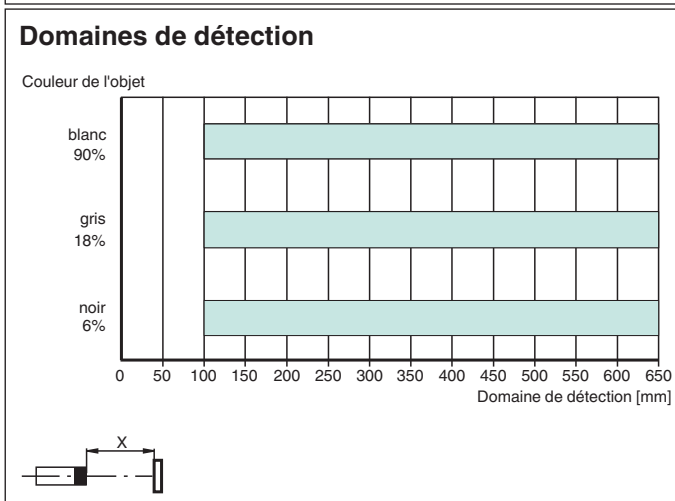 Domaines de détection
Couleur de l'objet
blanc
90%
gris
18%
noir
6%
0 50 100 150 200 250 300 350 400 450 500 550 600 650
Domaine de détection [mm]
X